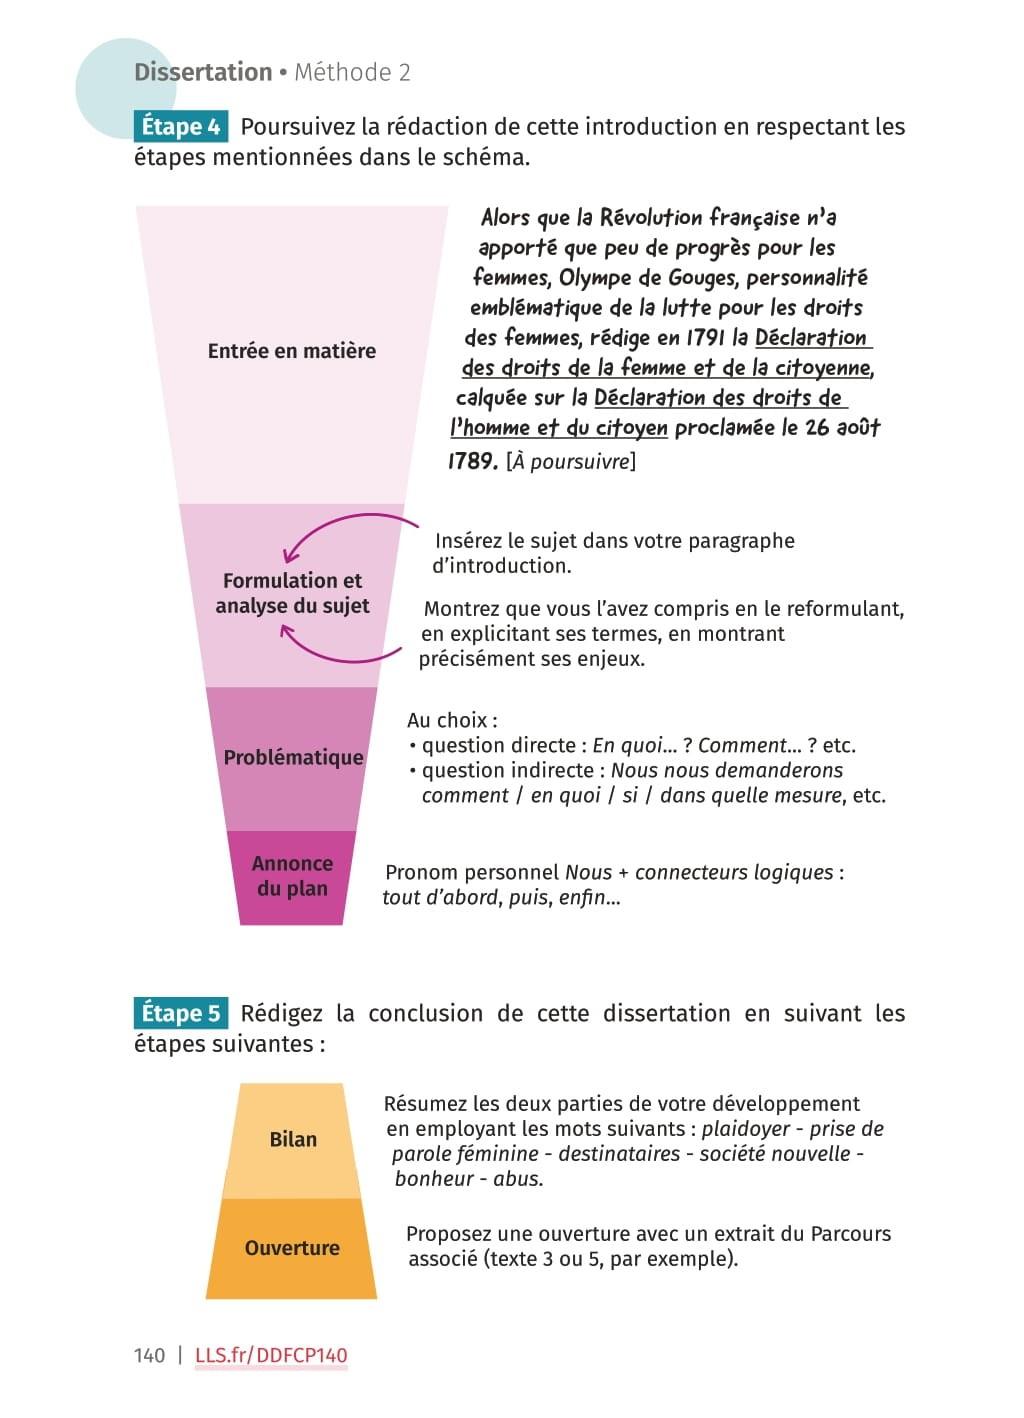 Dissertation • Méthode 2
Étape 4 Poursuivez la rédaction de cette introduction en respectant les
étapes mentionnées dans le schéma.
Entrée en matière
Alors que la Révolution française n'a
apporté que peu de progrès pour les
femmes, Olympe de Gouges, personnalité
emblématique de la lutte pour les droits
des femmes, rédige en 1791 la Déclaration
des droits de la femme et de la citoyenne,
calquée sur la Déclaration des droits de
l'homme et du citoyen proclamée le 26 août
1789. [À poursuivre]
Formulation et
analyse du sujet
Insérez le sujet dans votre paragraphe
d'introduction.
Montrez que vous l'avez compris en le reformulant,
en explicitant ses termes, en montrant
précisément ses enjeux.
Problématique
Au choix :
• question directe : En quoi... ? Comment... ? etc.
• question indirecte : Nous nous demanderons
comment / en quoi / si / dans quelle mesure, etc.
Annonce
du plan
Pronom personnel Nous + connecteurs logiques :
tout d'abord, puis, enfin...
Étape 5 Rédigez la conclusion de cette dissertation en suivant les
étapes suivantes :
Bilan
Résumez les deux parties de votre développement
en employant les mots suivants : plaidoyer - prise de
parole féminine - destinataires - société nouvelle -
bonheur - abus.
Ouverture
Proposez une ouverture avec un extrait du Parcours
associé (texte 3 ou 5, par exemple).
140 | LLS.fr/DDFCP140